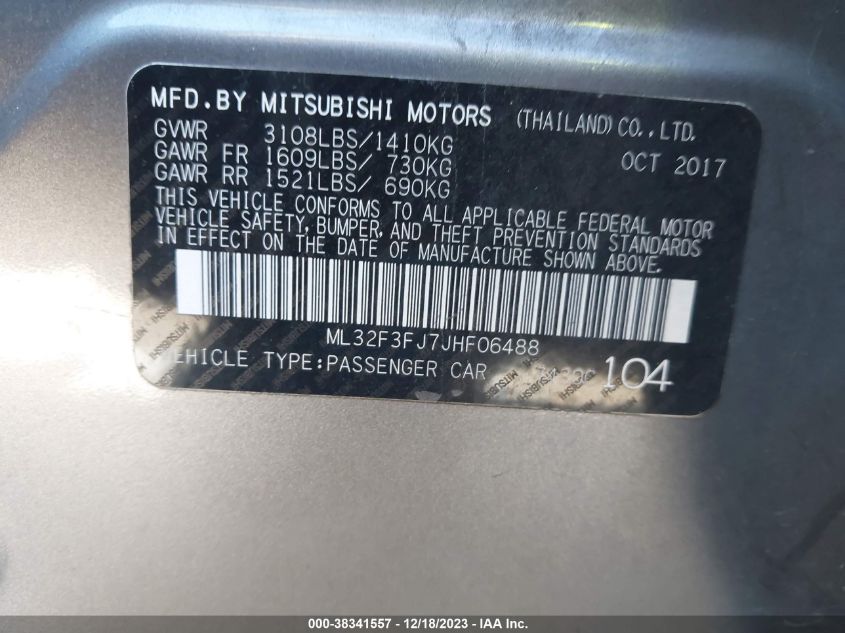 MFD.BY MITSUBISHI MOTORS (THAILAND) CO.,LTD.
GVWR 3108LBS/1410KG OCT 2017
GAWR FR 1609LBS/ 730KG
GAWR RR 1521LBS/ 690KG
THIS VEHICLE CONFORMS TO ALL APPLICABLE FEDERAL MOTOR
VEHICLE SAFETY, BUMPER, AND THEFT PREVENTION STANDARDS
IN EFFECT ON THE DATE OF MANUFACTURE SHOWN ABOVE.
ML32F3FJ7JHF06488
VEHICLE TYPE:PASSENGER CAR 104
000-38341557 - 12/18/2023 - IAA Inc.